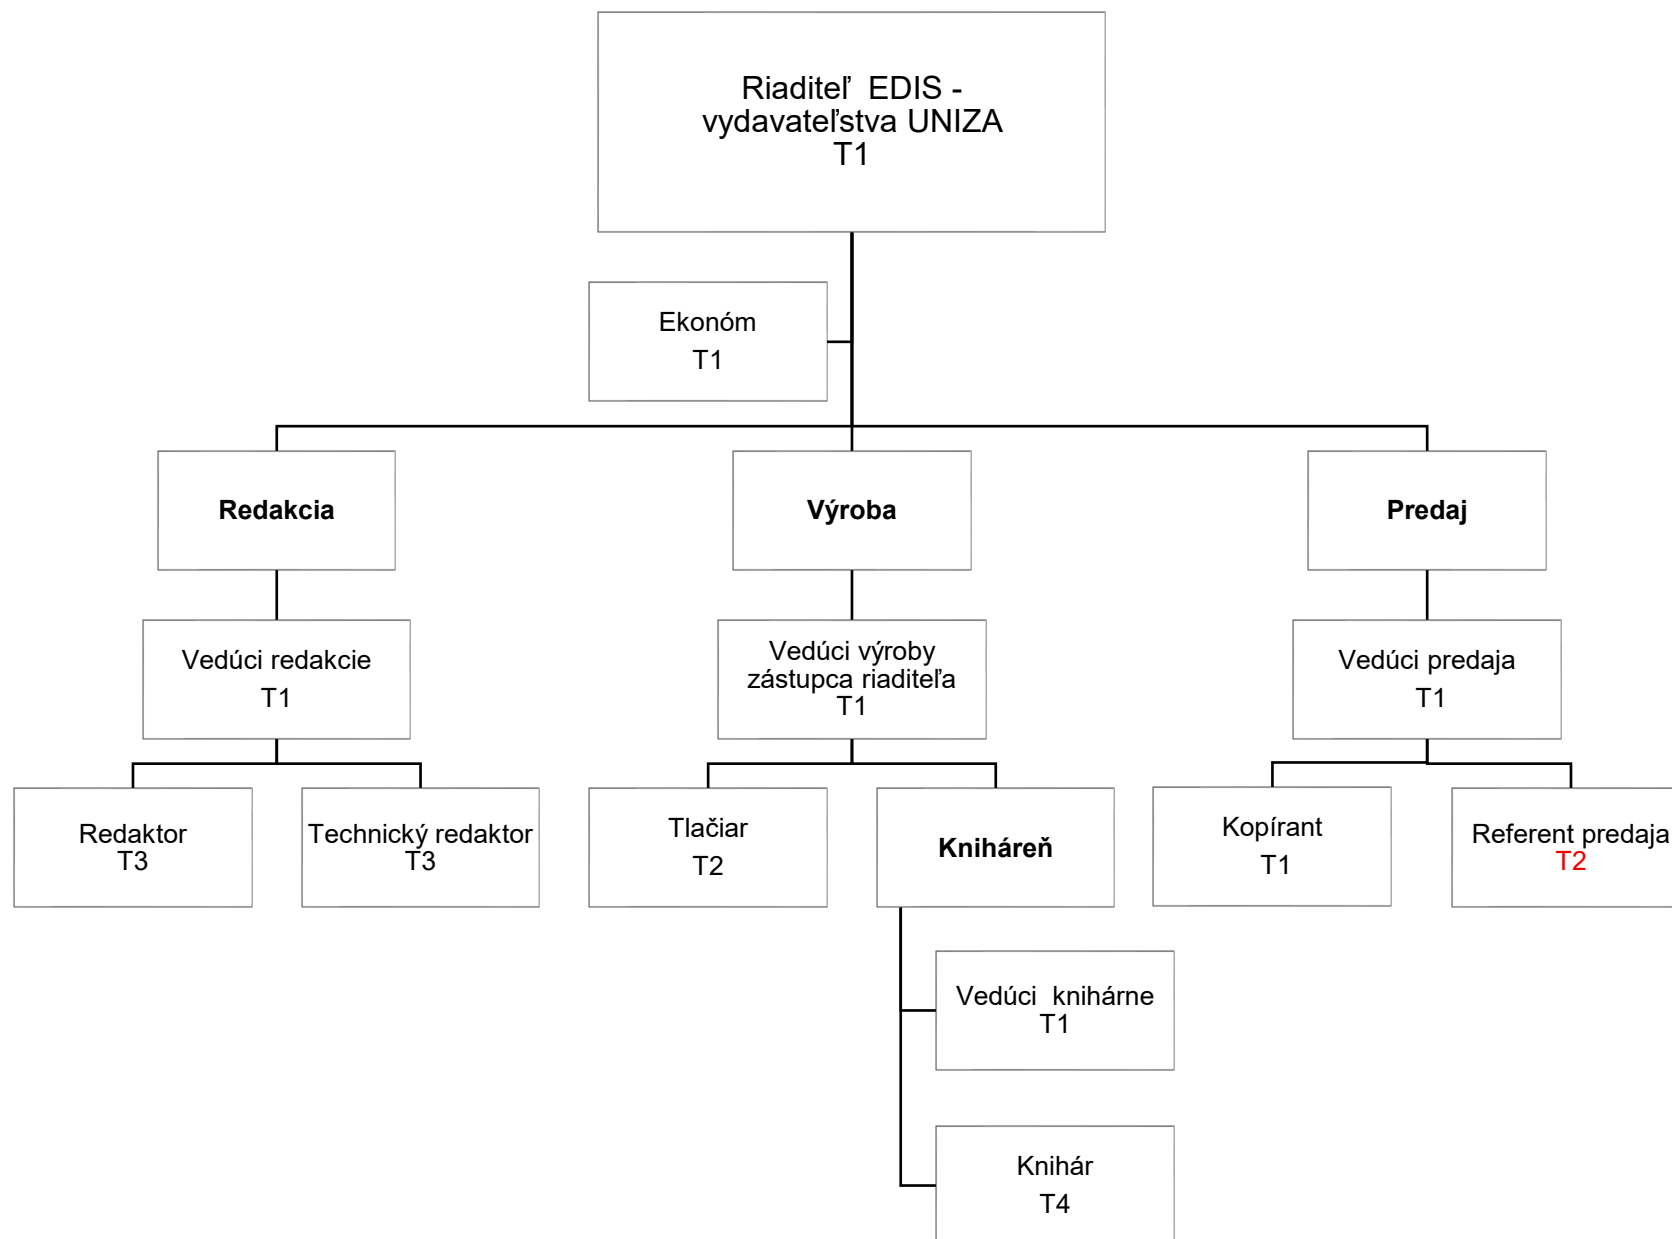 Riaditeľ EDIS -
vydavateľstva UNIZA
T1
Ekonóm
T1
Redakcia
Výroba
Predaj
Vedúci redakcie
T1
Vedúci výroby
zástupca riaditeľa
T1
Vedúci predaja
T1
Redaktor
T3
Technický redaktor
T3
Tlačiar
T2
Kniháreň
Kopírant
T1
Referent predaja
T2
Vedúci knihárne
T1
Knihár
T4